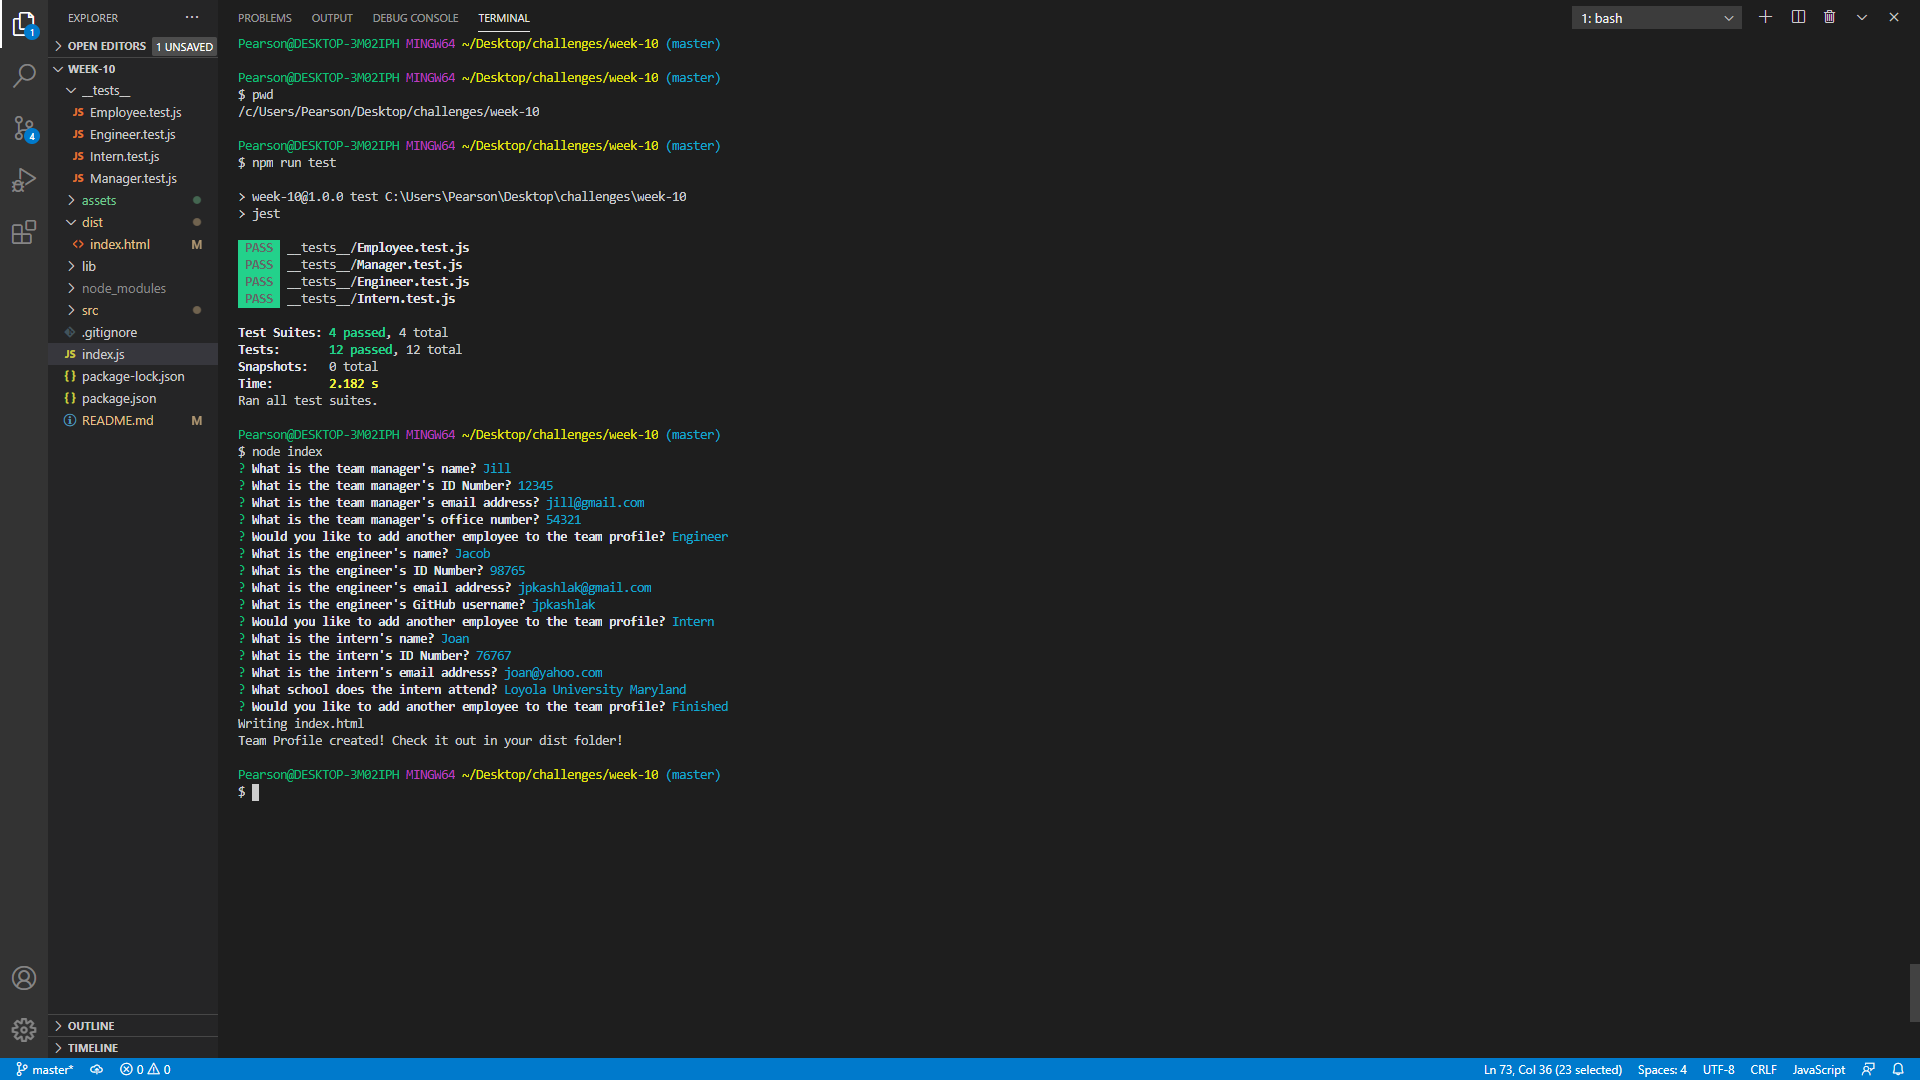 EXPLORER
OPEN EDITORS 1 UNSAVED
WEEK-10
__tests__
JS Employee.test.js
JS Engineer.test.js
JS Intern.test.js
JS Manager.test.js
assets
dist
<> index.html M
lib
node_modules
src
.gitignore
JS index.js
{} package-lock.json
{} package.json
README.md M
OUTLINE
TIMELINE
1
4
PROBLEMS OUTPUT DEBUG CONSOLE TERMINAL
1: bash
Pearson@DESKTOP-3M02IPH MINGW64 ~/Desktop/challenges/week-10 (master)
Pearson@DESKTOP-3M02IPH MINGW64 ~/Desktop/challenges/week-10 (master)
$ pwd
/c/Users/Pearson/Desktop/challenges/week-10
Pearson@DESKTOP-3M02IPH MINGW64 ~/Desktop/challenges/week-10 (master)
$ npm run test
> week-10@1.0.0 test C:\Users\Pearson\Desktop\challenges\week-10
> jest
PASS __tests__/Employee.test.js
PASS __tests__/Manager.test.js
PASS __tests__/Engineer.test.js
PASS __tests__/Intern.test.js
Test Suites: 4 passed, 4 total
Tests: 12 passed, 12 total
Snapshots: 0 total
Time: 2.182 s
Ran all test suites.
Pearson@DESKTOP-3M02IPH MINGW64 ~/Desktop/challenges/week-10 (master)
$ node index
? What is the team manager's name? Jill
? What is the team manager's ID Number? 12345
? What is the team manager's email address? jill@gmail.com
? What is the team manager's office number? 54321
? Would you like to add another employee to the team profile? Engineer
? What is the engineer's name? Jacob
? What is the engineer's ID Number? 98765
? What is the engineer's email address? jpkashlak@gmail.com
? What is the engineer's GitHub username? jpkashlak
? Would you like to add another employee to the team profile? Intern
? What is the intern's name? Joan
? What is the intern's ID Number? 76767
? What is the intern's email address? joan@yahoo.com
? What school does the intern attend? Loyola University Maryland
? Would you like to add another employee to the team profile? Finished
Writing index.html
Team Profile created! Check it out in your dist folder!
Pearson@DESKTOP-3M02IPH MINGW64 ~/Desktop/challenges/week-10 (master)
$
master* 0 0 Ln 73, Col 36 (23 selected) Spaces: 4 UTF-8 CRLF JavaScript